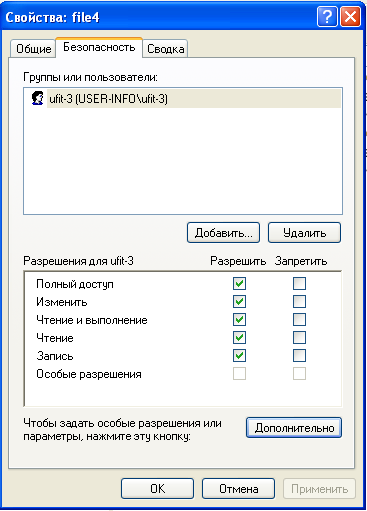 Свойства: file4
Общие
Безопасность
Сводка
Группы или пользователи:
ufit-3 (USER-INFO\ufit-3)
Добавить...
Удалить
Разрешения для ufit-3
Разрешить
Запретить
Полный доступ
Изменить
Чтение и выполнение
Чтение
Запись
Особые разрешения
Чтобы задать особые разрешения или
параметры, нажмите эту кнопку:
Дополнительно
OK
Отмена
Применить